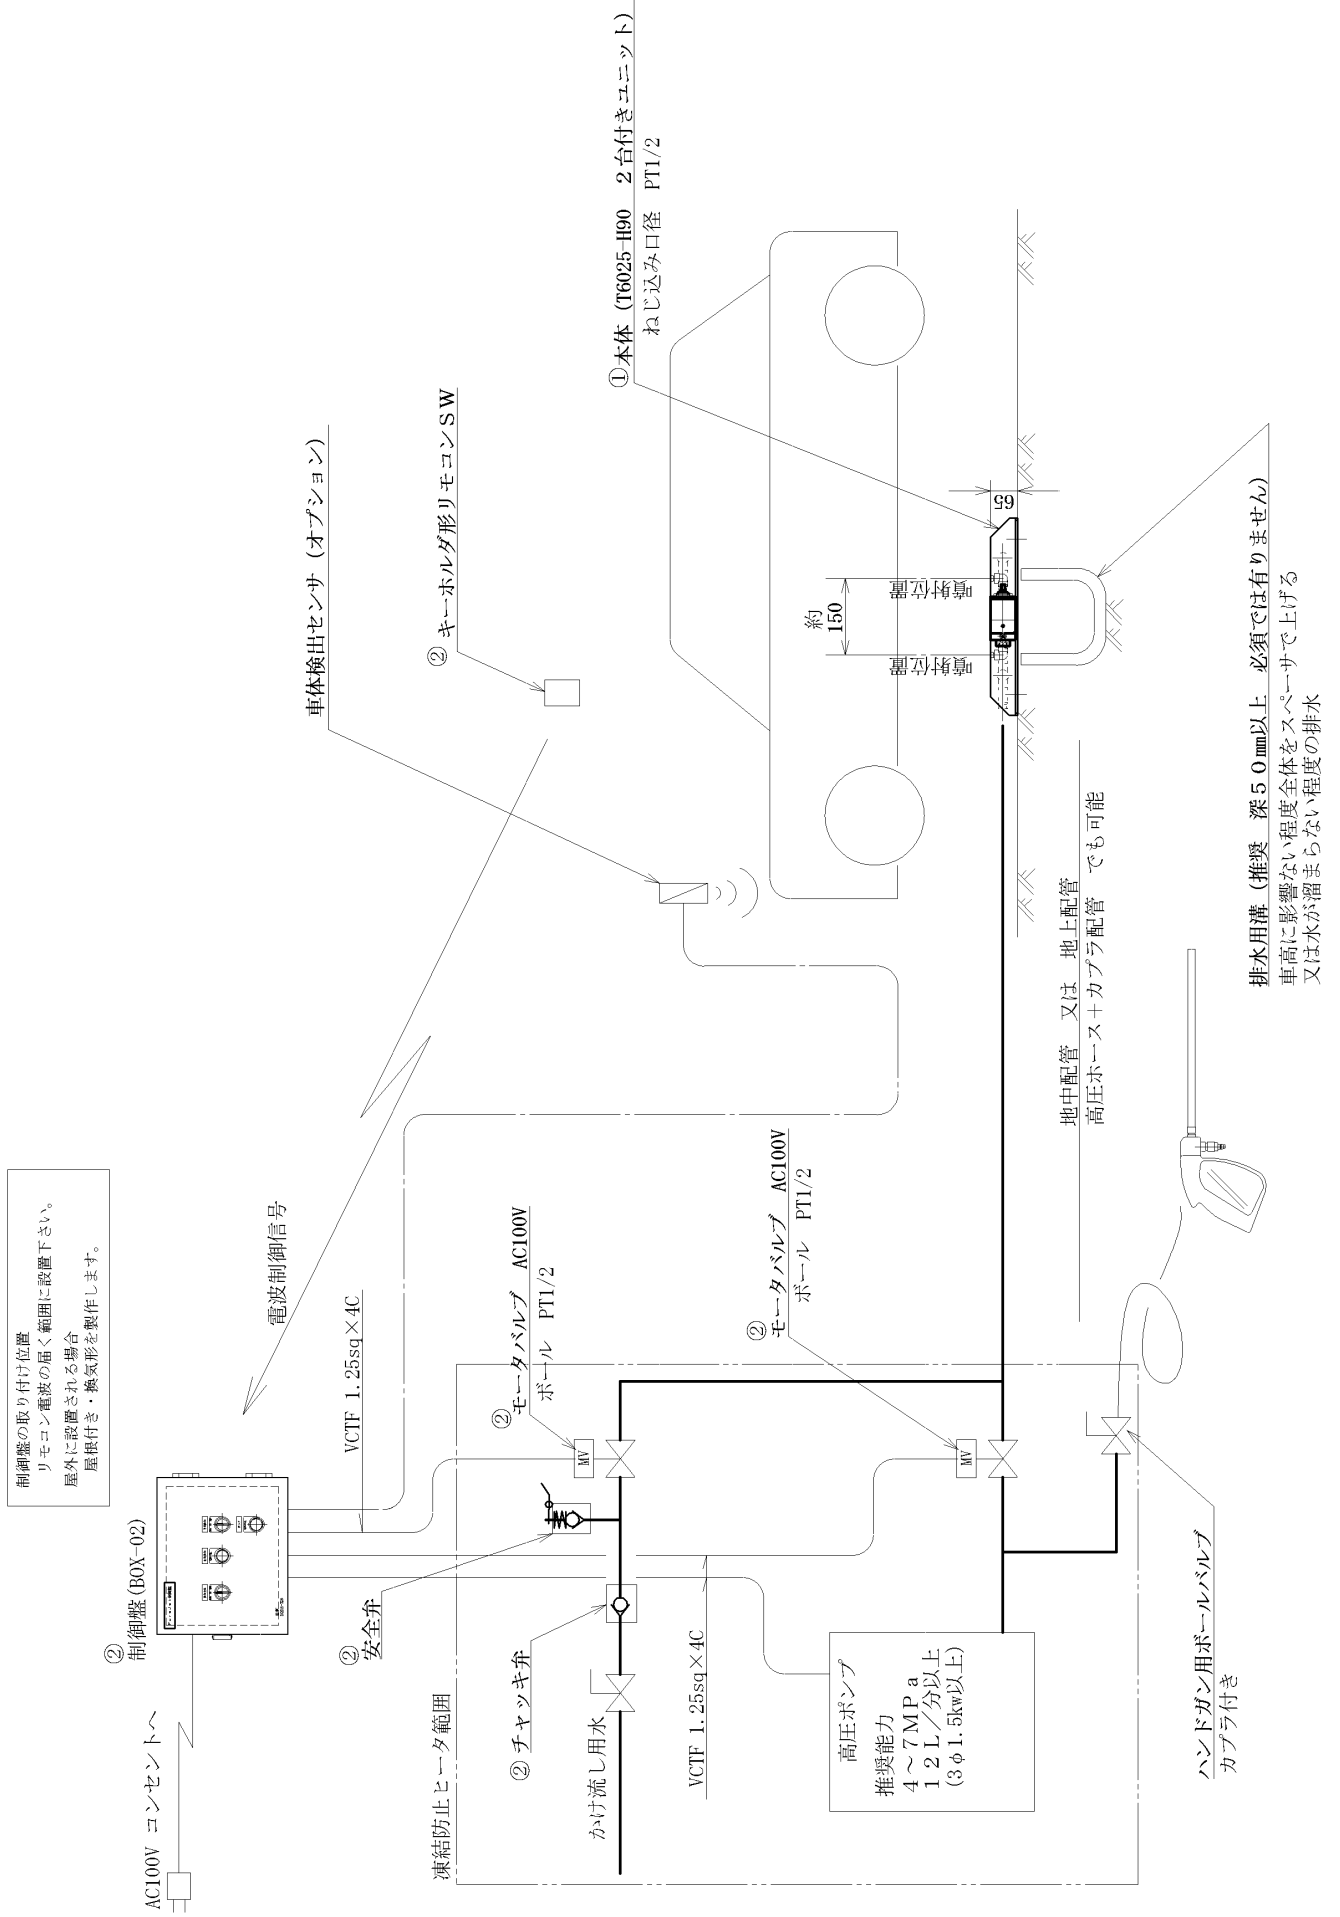 制御盤の取り付け位置
リモコン電波の届く範囲に設置下さい。
屋外に設置される場合
屋根付き・換気形を製作します。
AC100V コンセントへ
②
制御盤(BOX-02)
電波制御信号
車体検出センサ (オプション)
② キーホルダ形リモコンSW
①本体 (T6025-H90 2台付きユニット)
ねじ込み口径 PT1/2
VCTF 1.25sq×4C
凍結防止ヒータ範囲
②
安全弁
② チャッキ弁
かけ流し用水
②
モータバルブ AC100V
ボール PT1/2
MV
②
モータバルブ AC100V
ボール PT1/2
MV
VCTF 1.25sq×4C
高圧ポンプ
推奨能力
4~7MPa
12L/分以上
(3φ1.5kw以上)
噴射位置
約
150
噴射位置
65
地中配管 又は 地上配管
高圧ホース+カプラ配管 でも可能
ハンドガン用ボールバルブ
カプラ付き
排水用溝 (推奨 深50mm以上 必須では有りません)
車高に影響ない程度全体をスペーサで上げる
又は水が溜まらない程度の排水